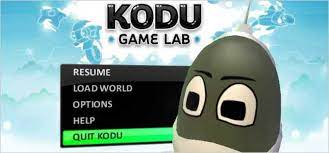 KODU
GAME LAB
RESUME
LOAD WORLD
OPTIONS
HELP
QUIT KODU